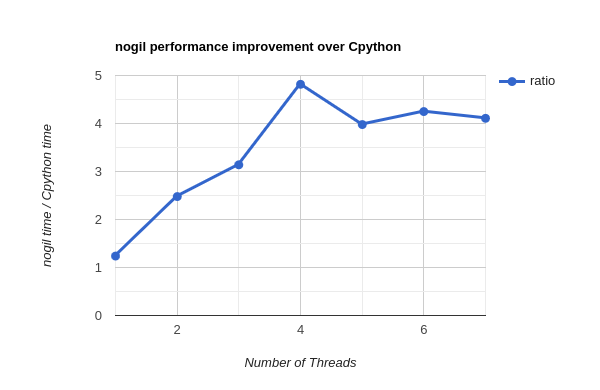 nogil performance improvement over Cpython
ratio
nogil time / Cpython time
5
4
3
2
1
0
2
4
6
Number of Threads